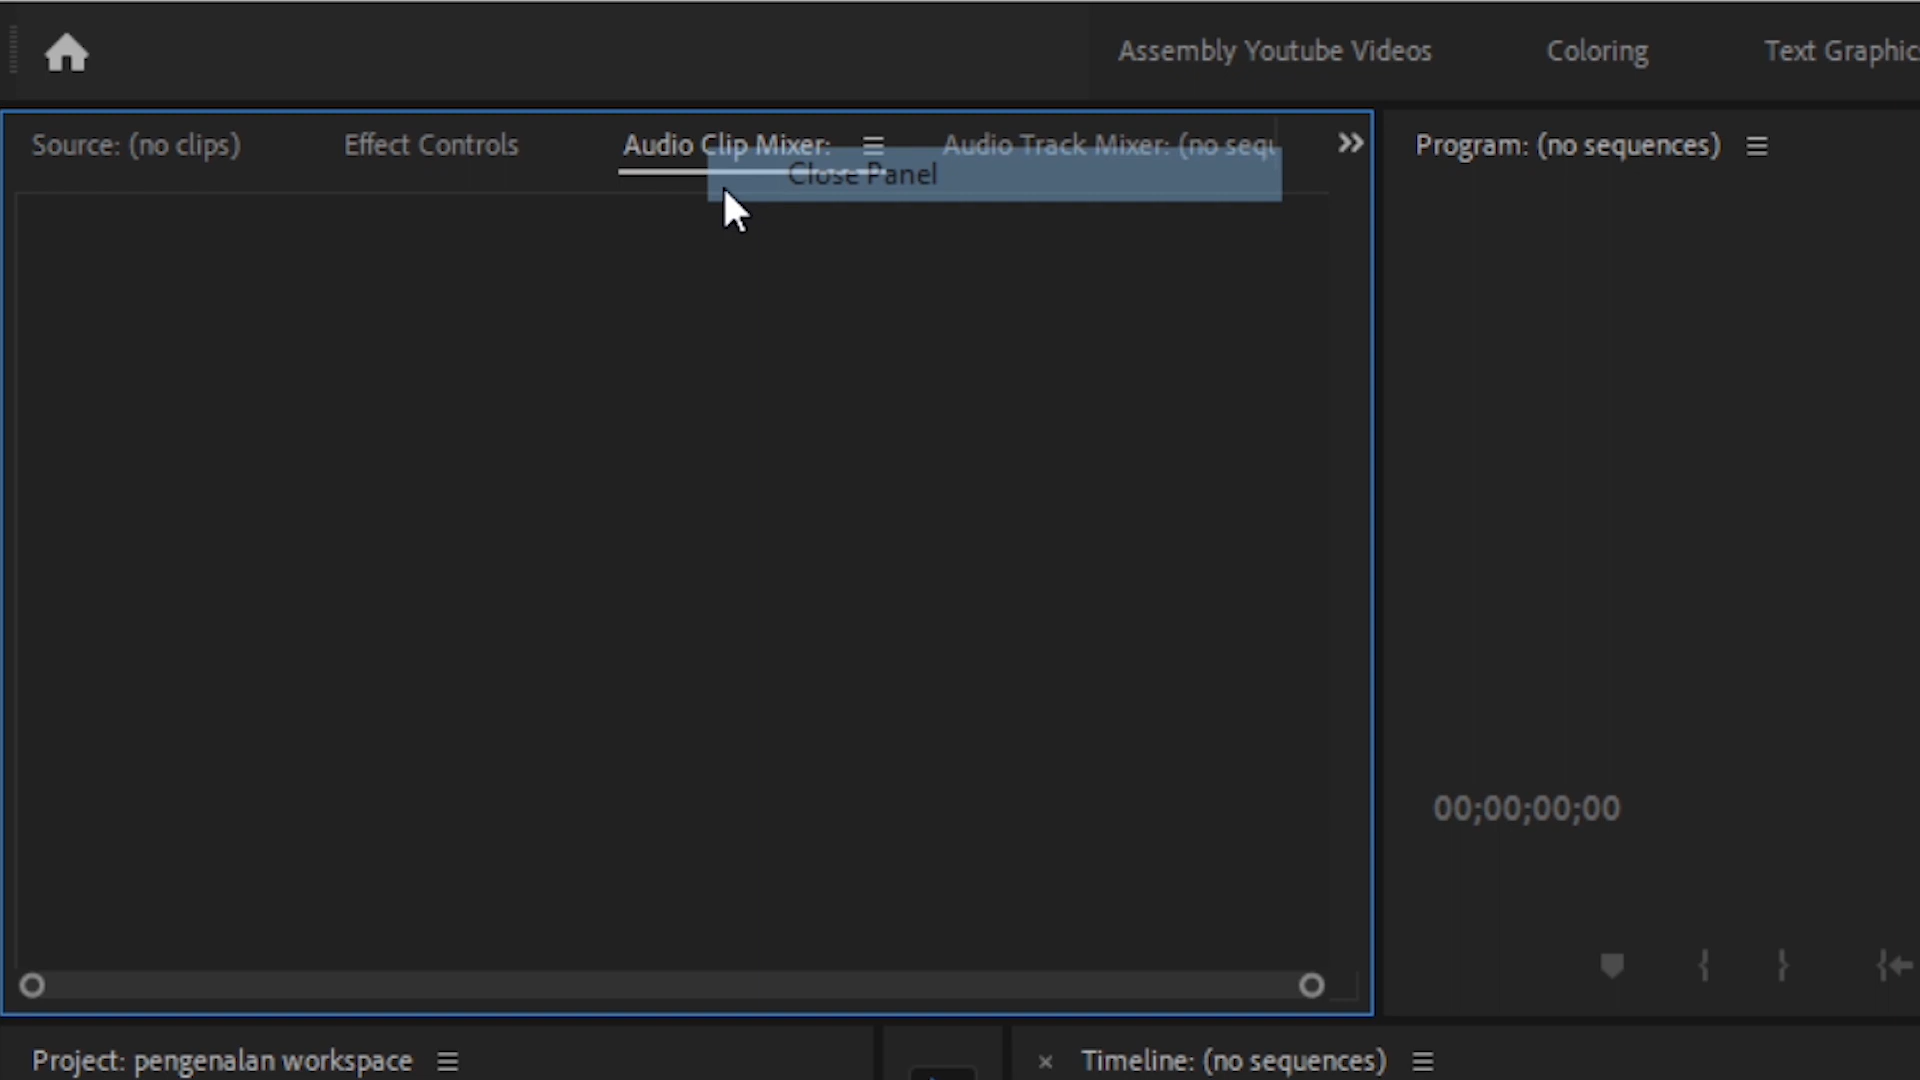 Assembly Youtube Videos Coloring Text Graphic
Source: (no clips) Effect Controls Audio Clip Mixer: Audio Track Mixer: (no sequ Program: (no sequences)
Close Panel
00;00;00;00
Project: pengenalan workspace Timeline: (no sequences)